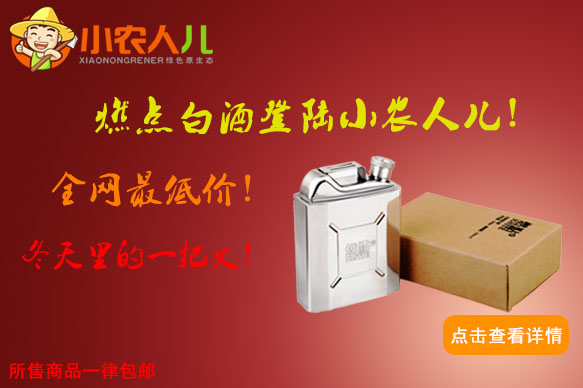 小农人儿
XIAONONGRENER 绿色原生态
燃点白酒登陆小农人儿!
全网最低价!
冬天里的一把火!
点击查看详情
所售商品一律包邮